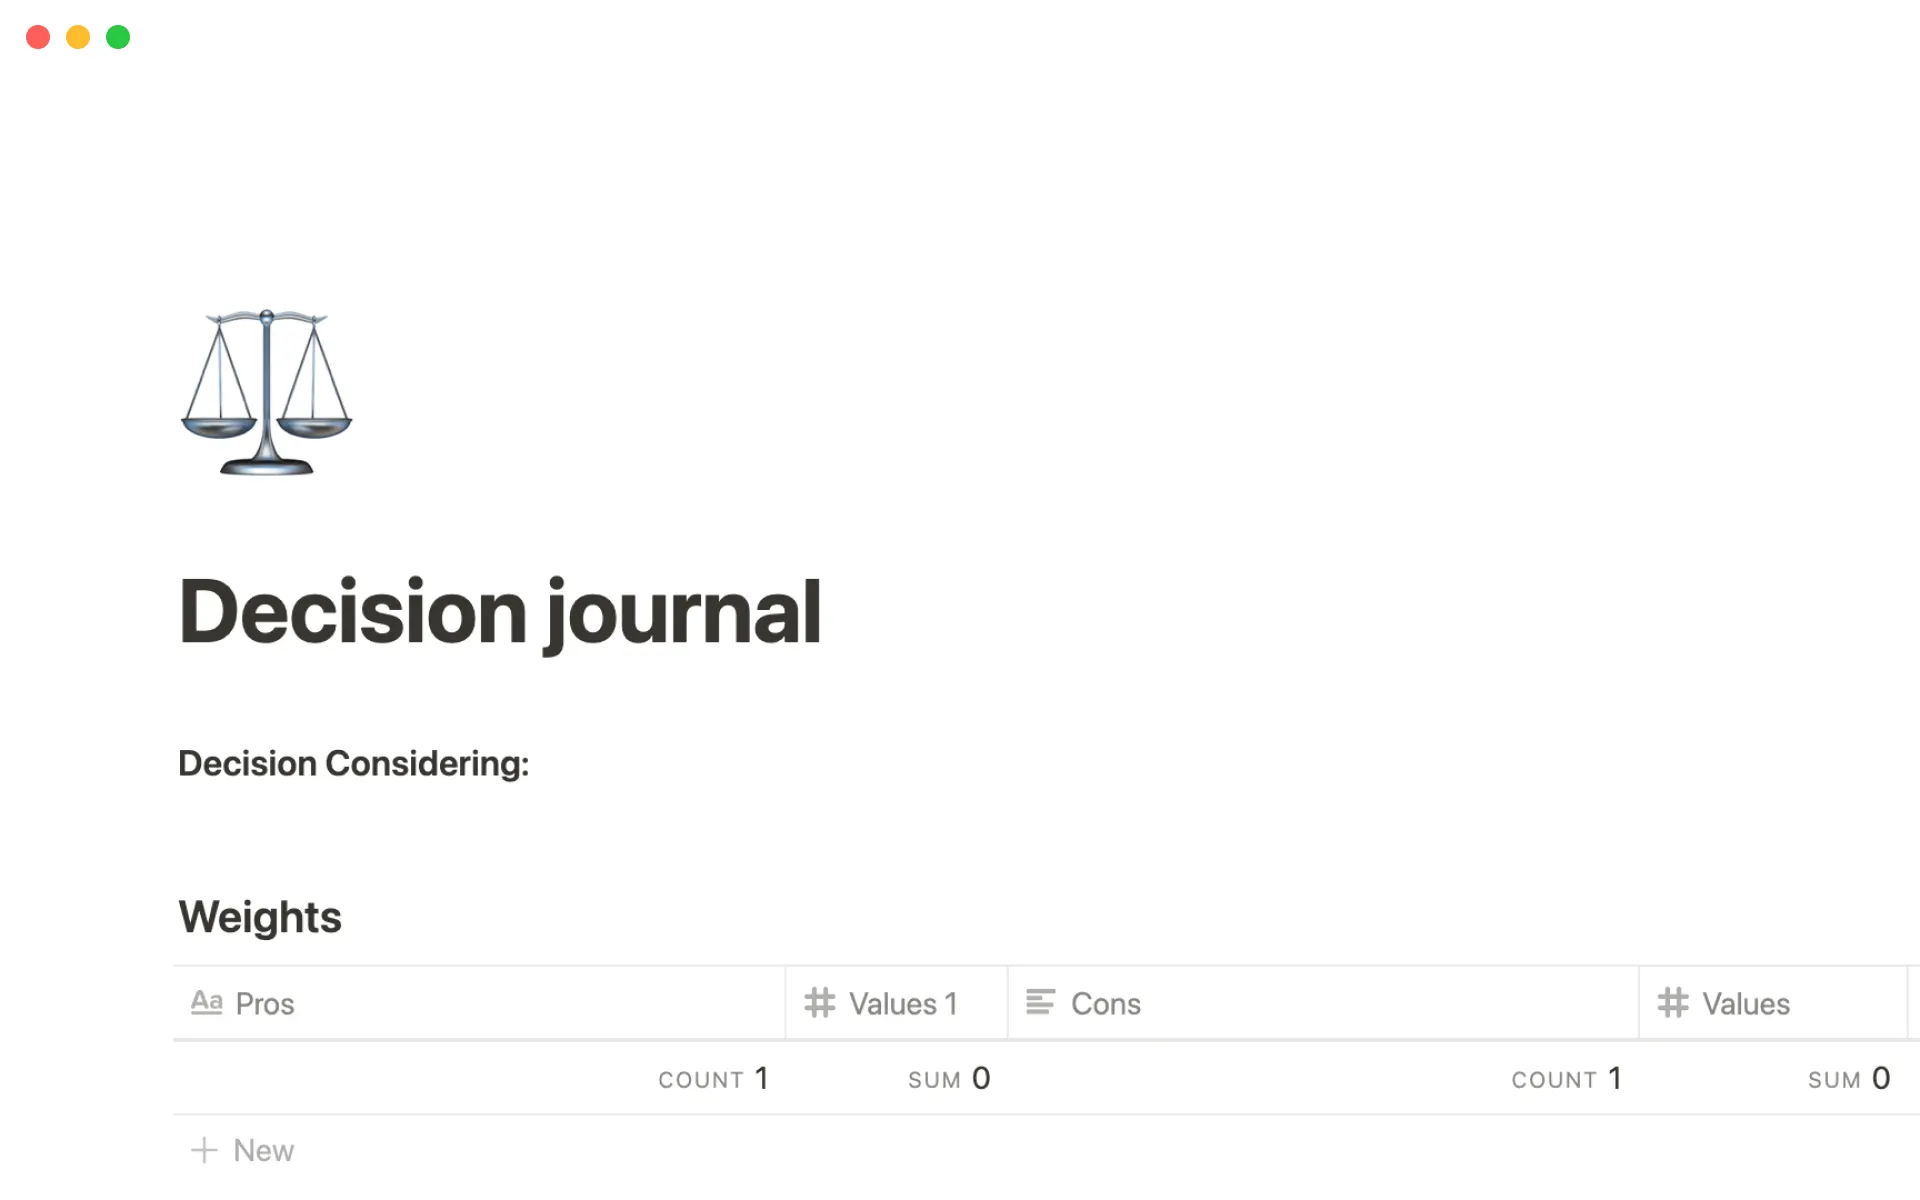 Decision journal
Decision Considering:
Weights
Aa Pros # Values 1 Cons # Values
COUNT 1 SUM 0 COUNT 1 SUM 0
+ New